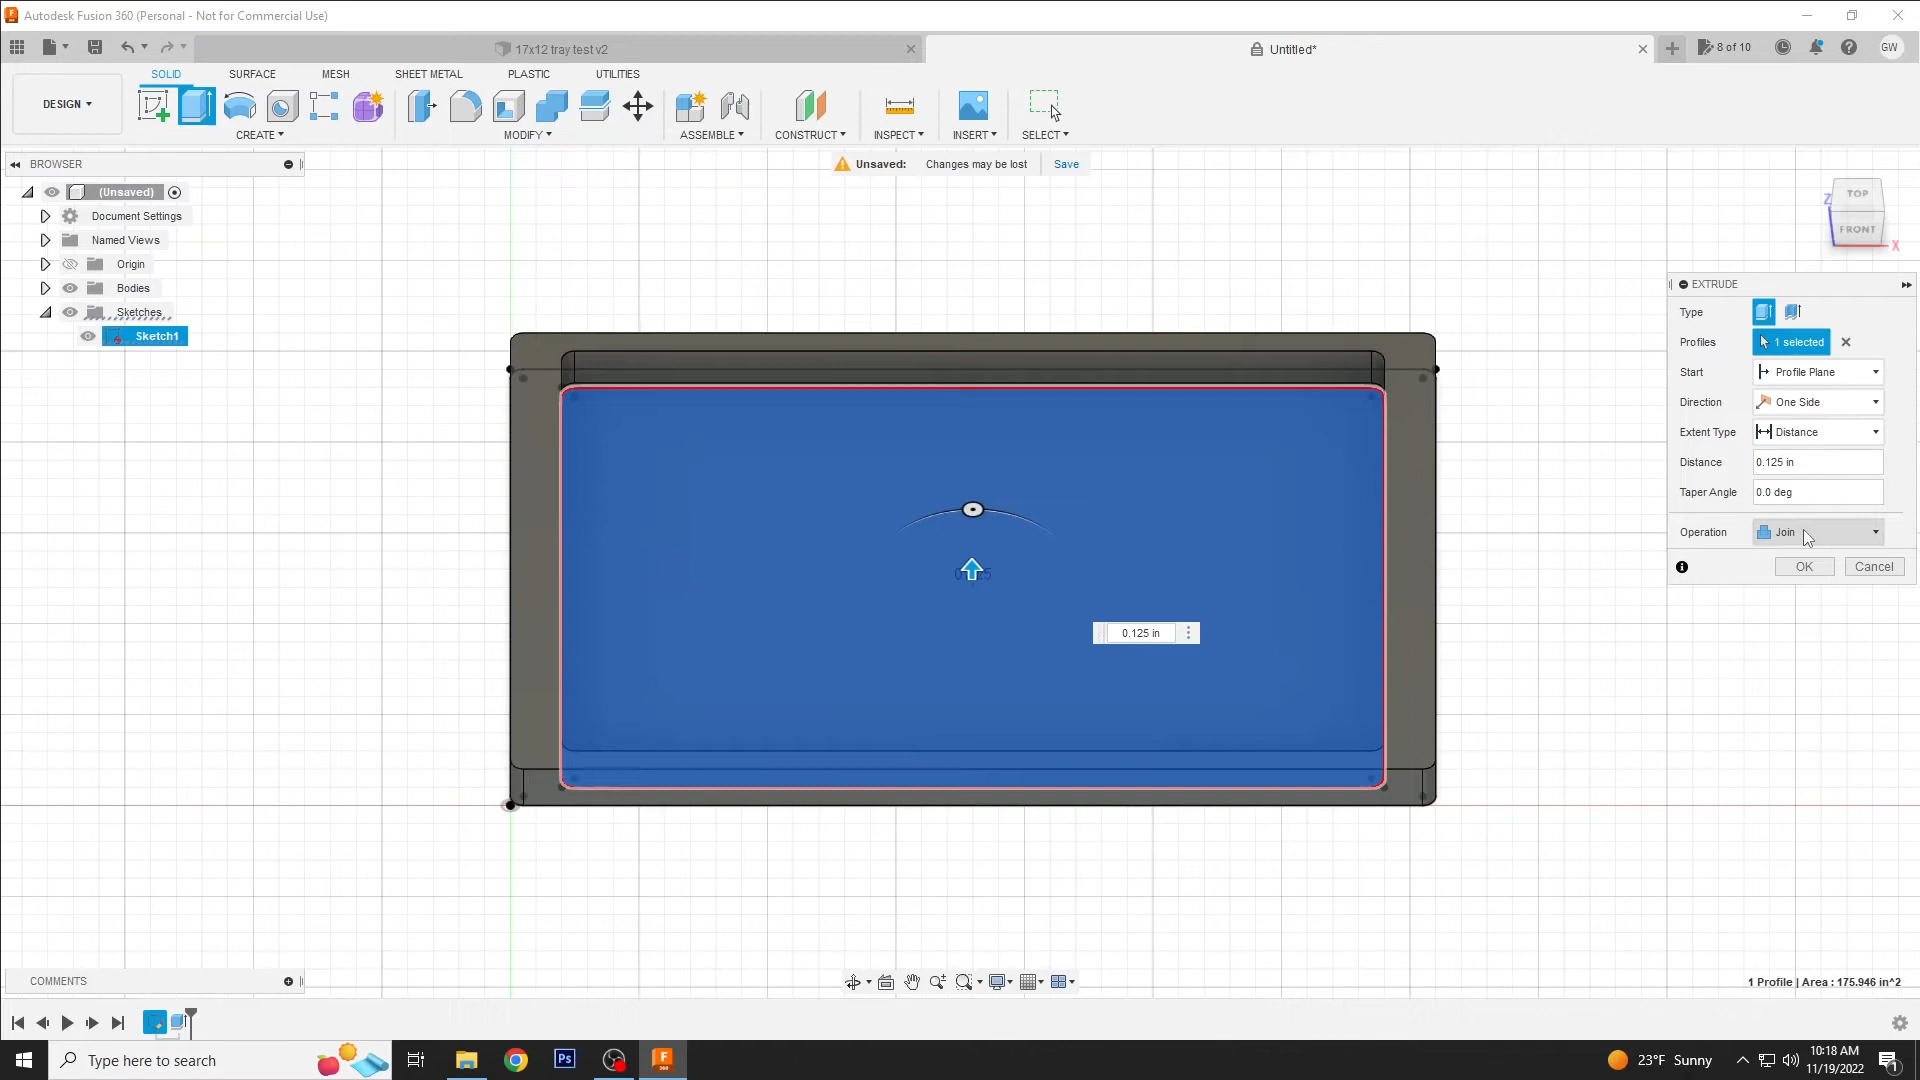 Autodesk Fusion 360 (Personal - Not for Commercial Use)
17x12 tray test v2
Untitled*
8 of 10
GW
DESIGN
SOLID
SURFACE
MESH
SHEET METAL
PLASTIC
UTILITIES
CREATE
MODIFY
ASSEMBLE
CONSTRUCT
INSPECT
INSERT
SELECT
BROWSER
Unsaved:
Changes may be lost
Save
(Unsaved)
Document Settings
Named Views
Origin
Bodies
Sketches
Sketch1
TOP
FRONT
Z
X
EXTRUDE
Type
Profiles
1 selected
Start
Profile Plane
Direction
One Side
Extent Type
Distance
Distance
0.125 in
Taper Angle
0.0 deg
Operation
Join
OK
Cancel
0.125 in
COMMENTS
1 Profile | Area : 175.946 in^2
Type here to search
Ps
F
360
23°F Sunny
10:18 AM
11/19/2022
1